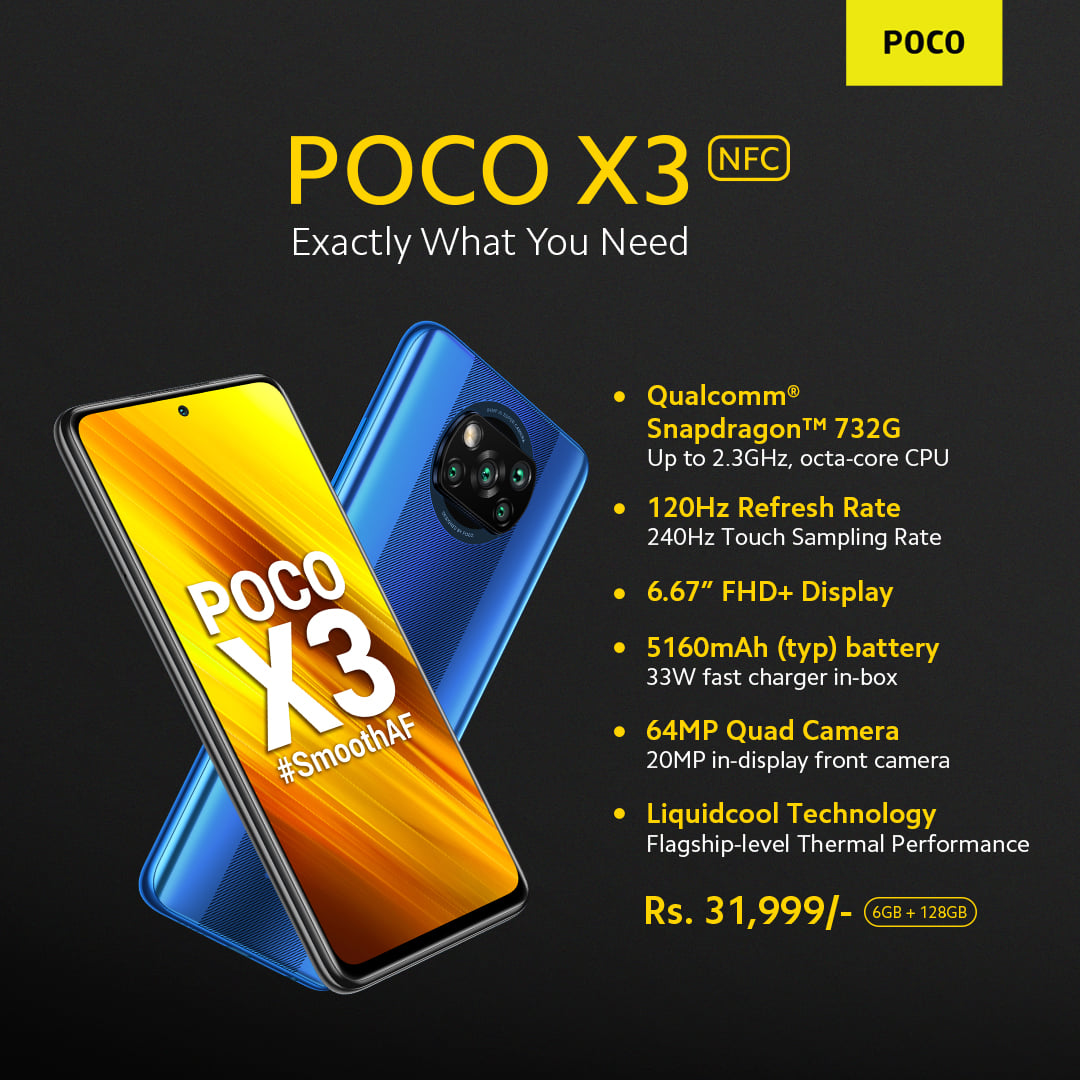 POCO
POCO X3 NFC
Exactly What You Need
POCO
X3
#SmoothAF
• Qualcomm®
Snapdragon™ 732G
Up to 2.3GHz, octa-core CPU
• 120Hz Refresh Rate
240Hz Touch Sampling Rate
• 6.67” FHD+ Display
• 5160mAh (typ) battery
33W fast charger in-box
• 64MP Quad Camera
20MP in-display front camera
• Liquidcool Technology
Flagship-level Thermal Performance
Rs. 31,999/- 6GB + 128GB